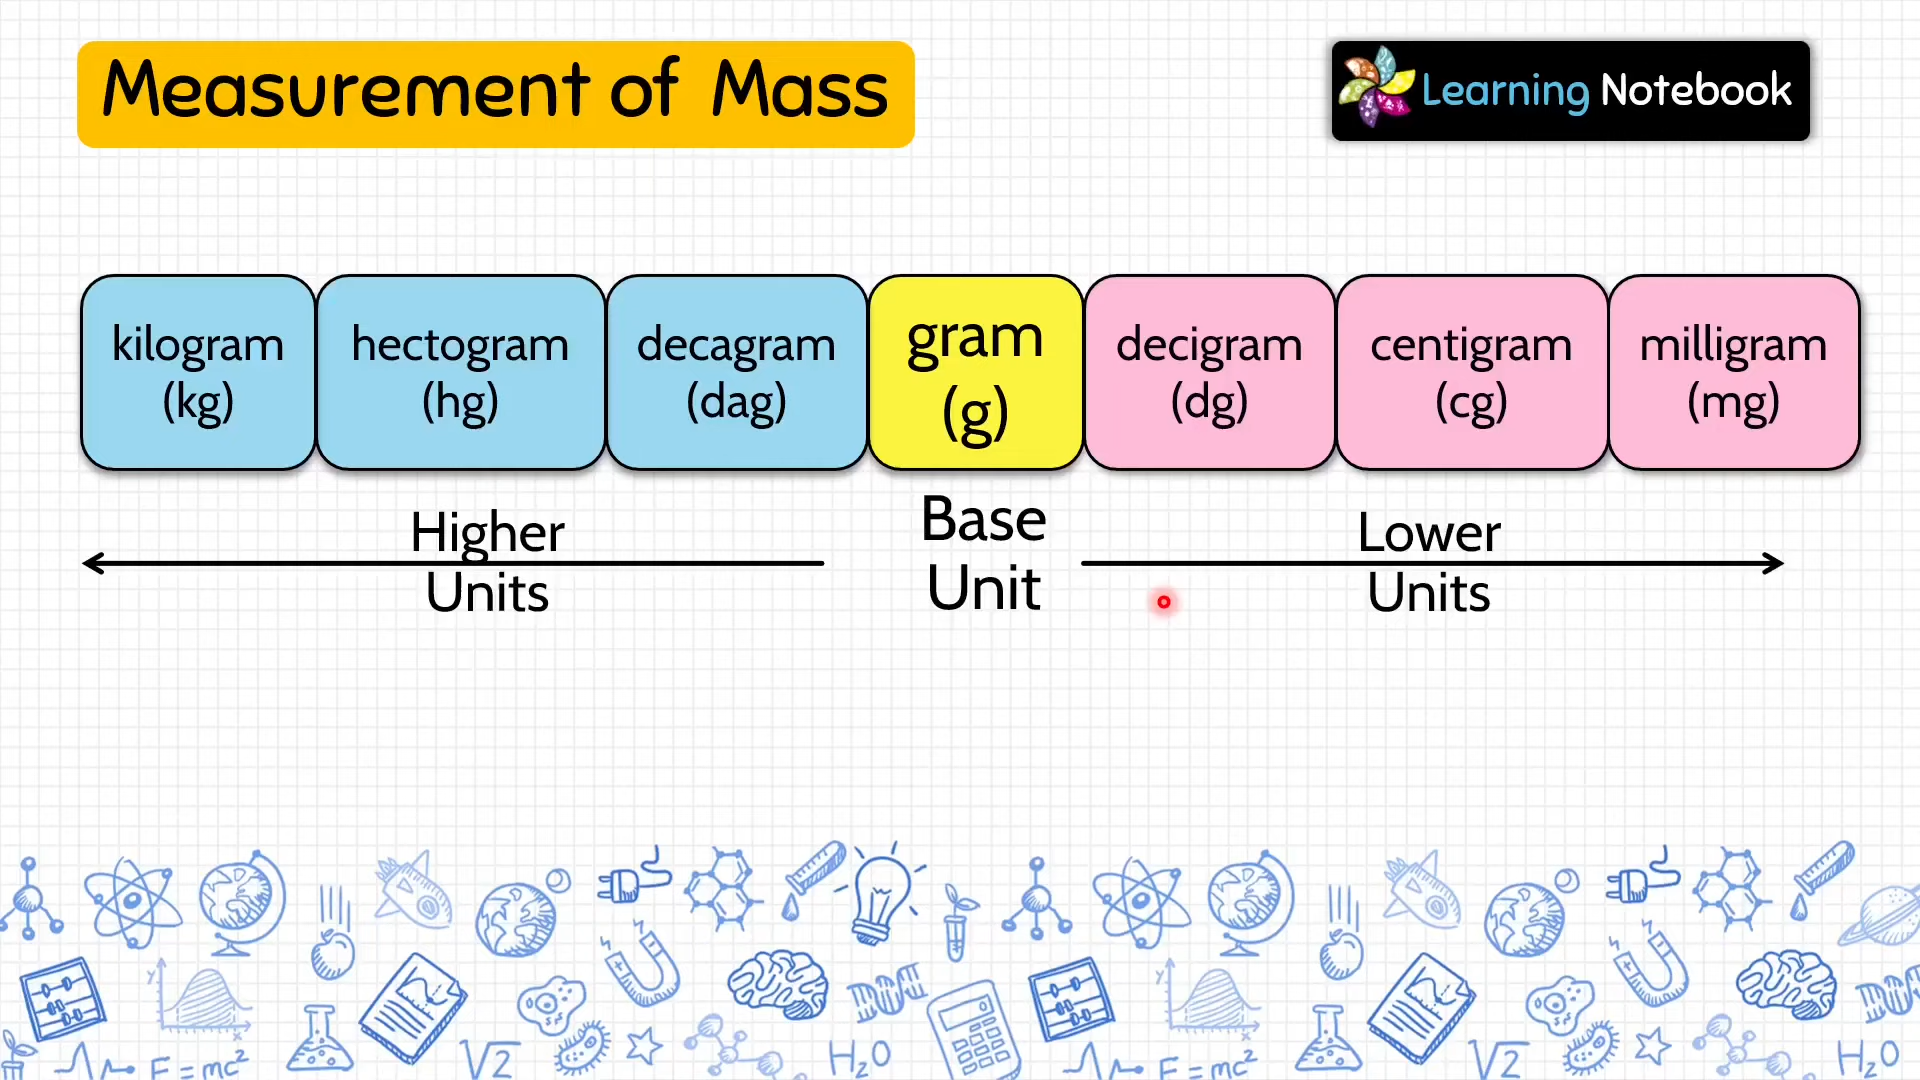 Measurement of Mass
Learning Notebook
kilogram
(kg)
hectogram
(hg)
decagram
(dag)
gram
(g)
decigram
(dg)
centigram
(cg)
milligram
(mg)
Higher
Units
Base
Unit
Lower
Units
y
x
F = mc²
√2
H₂O
y
x
F = mc²
√2
H₂O